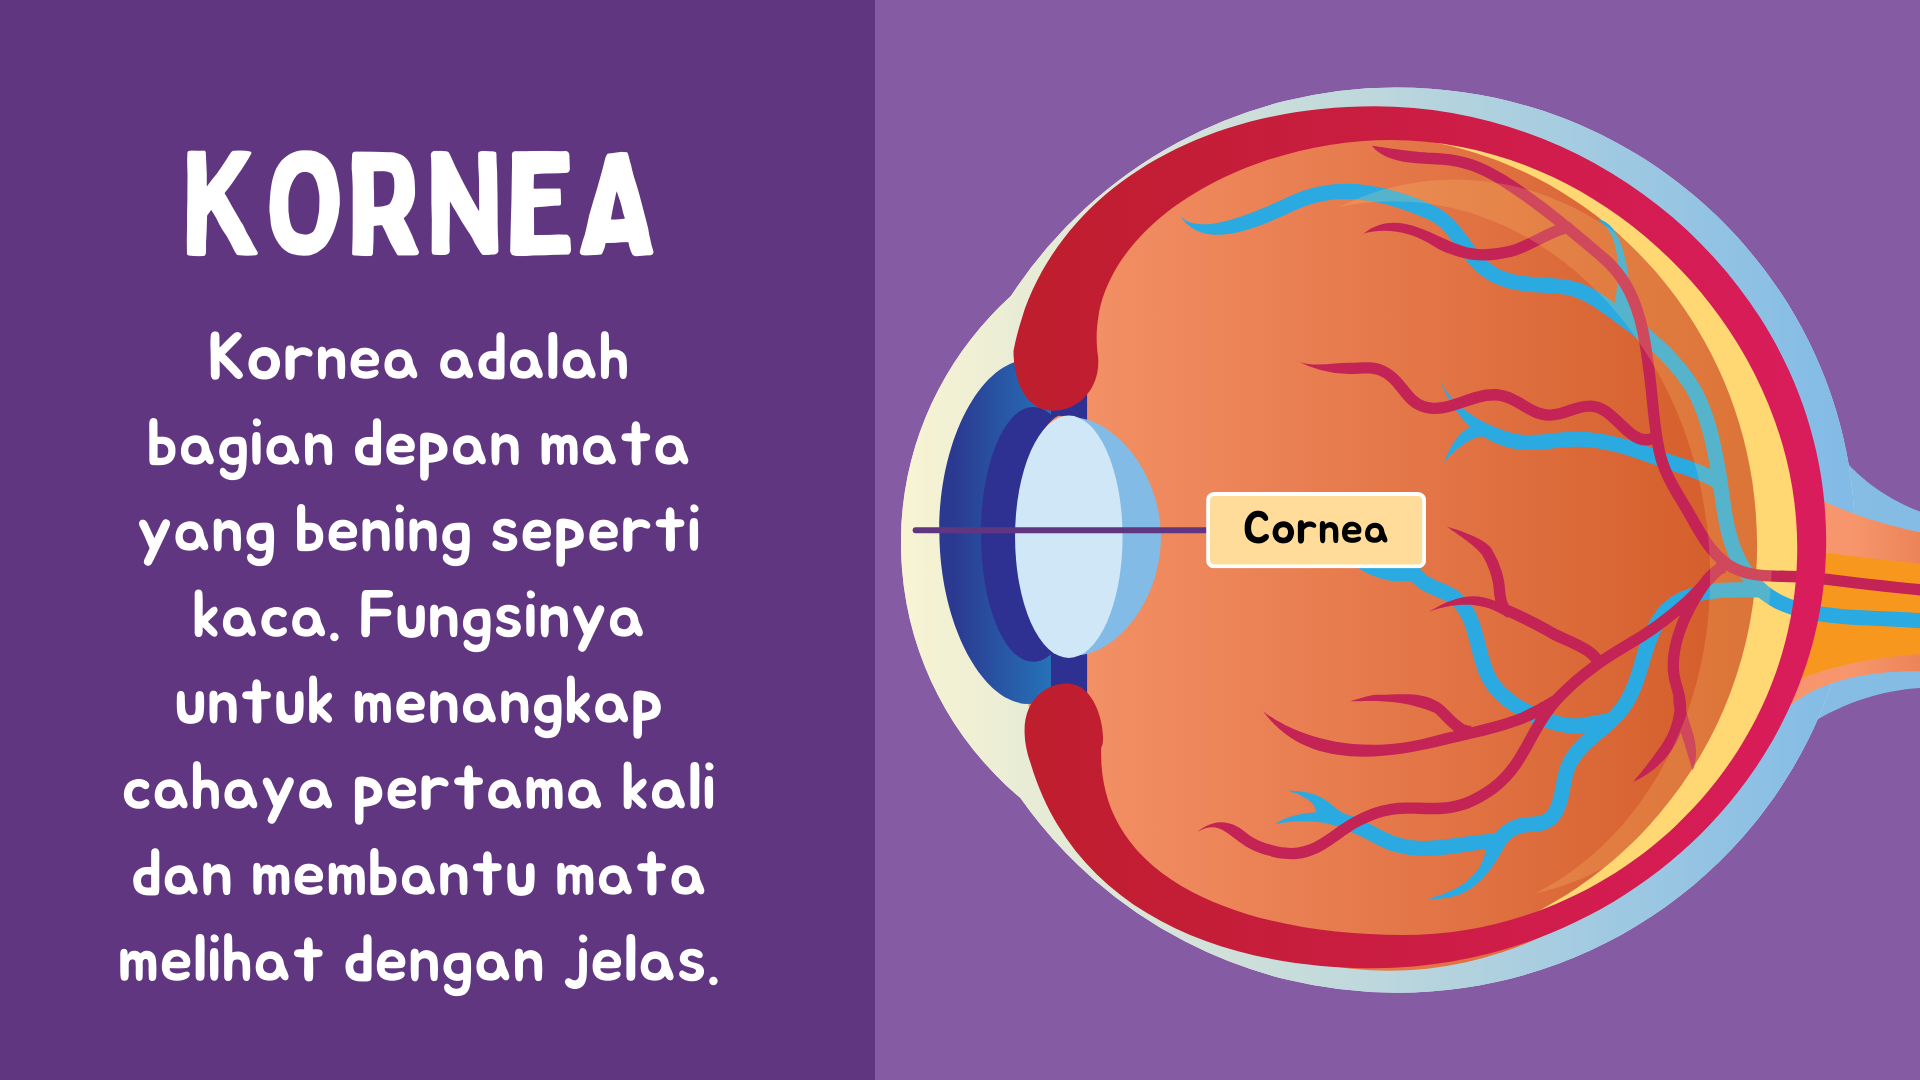 KORNEA
Kornea adalah
bagian depan mata
yang bening seperti
kaca. Fungsinya
untuk menangkap
cahaya pertama kali
dan membantu mata
melihat dengan jelas.
Cornea